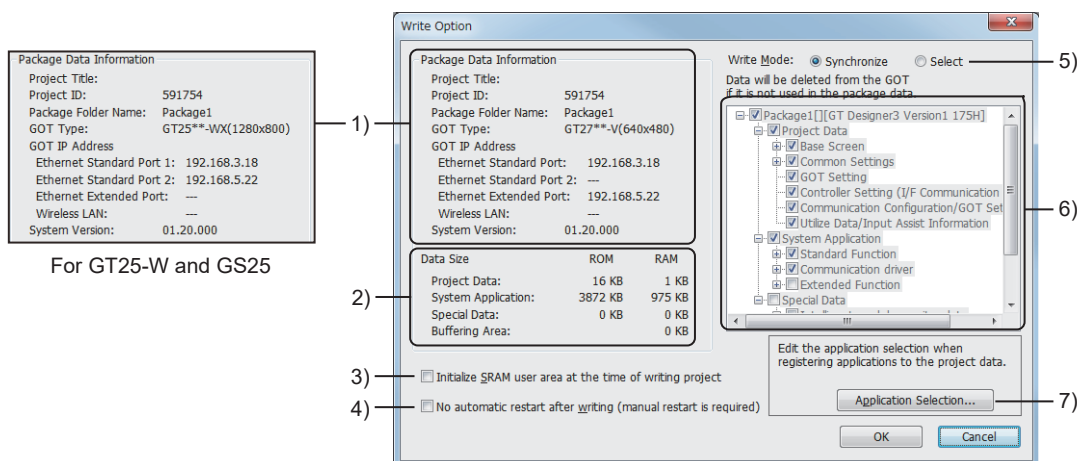 Package Data Information
Project Title:
Project ID: 591754
Package Folder Name: Package1
GOT Type: GT25**-WX(1280x800)
GOT IP Address
Ethernet Standard Port 1: 192.168.3.18
Ethernet Standard Port 2: 192.168.5.22
Ethernet Extended Port: ---
Wireless LAN: ---
System Version: 01.20.000
For GT25-W and GS25
1)
2)
3)
4)
Write Option
Package Data Information
Project Title:
Project ID: 591754
Package Folder Name: Package1
GOT Type: GT27**-V(640x480)
GOT IP Address
Ethernet Standard Port: 192.168.3.18
Ethernet Standard Port 2: ---
Ethernet Extended Port: 192.168.5.22
Wireless LAN: ---
System Version: 01.20.000
Data Size ROM RAM
Project Data: 16 KB 1 KB
System Application: 3872 KB 975 KB
Special Data: 0 KB 0 KB
Buffering Area: 0 KB
Initialize SRAM user area at the time of writing project
No automatic restart after writing (manual restart is required)
Write Mode: Synchronize Select
5)
Data will be deleted from the GOT
if it is not used in the package data.
Package1[][GT Designer3 Version1 175H]
Project Data
Base Screen
Common Settings
GOT Setting
Controller Setting (I/F Communication
Communication Configuration/GOT Set
Utilize Data/Input Assist Information
System Application
Standard Function
Communication driver
Extended Function
Special Data
6)
Edit the application selection when
registering applications to the project data.
Application Selection...
7)
OK Cancel